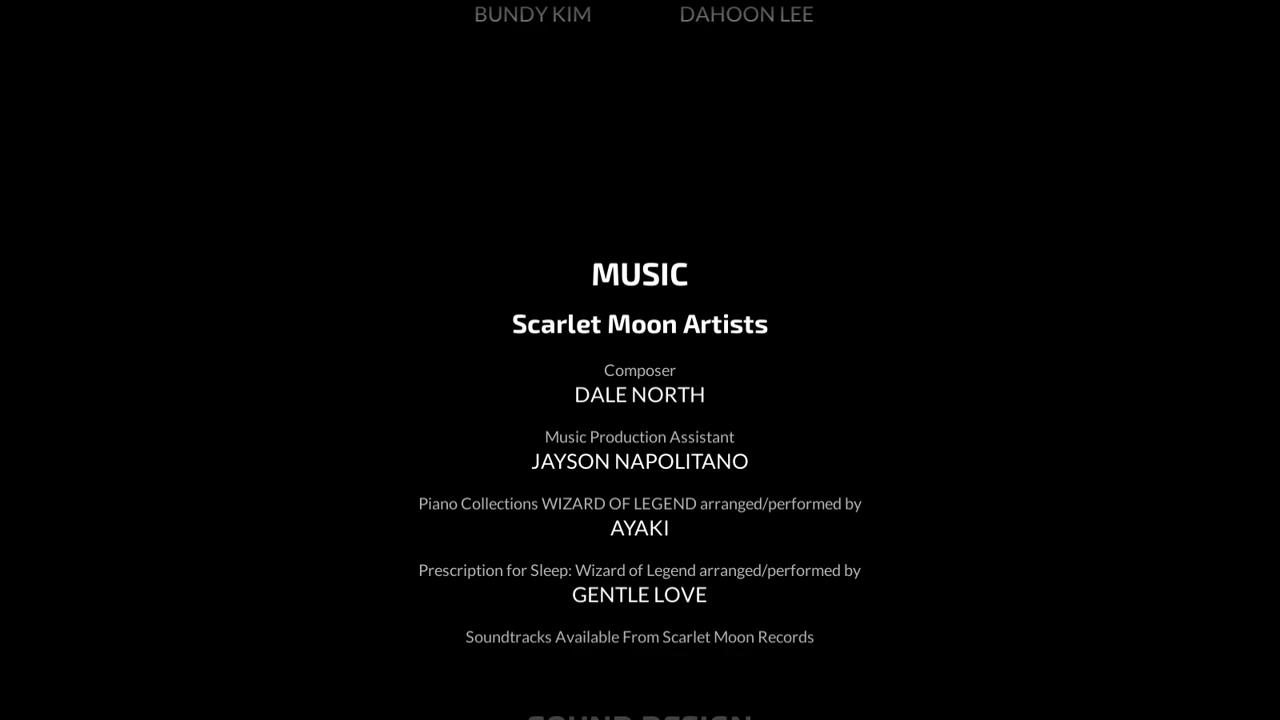 BUNDY KIM DAHOON LEE
MUSIC
Scarlet Moon Artists
Composer
DALE NORTH
Music Production Assistant
JAYSON NAPOLITANO
Piano Collections WIZARD OF LEGEND arranged/performed by
AYAKI
Prescription for Sleep: Wizard of Legend arranged/performed by
GENTLE LOVE
Soundtracks Available From Scarlet Moon Records
SOUND DESIGN